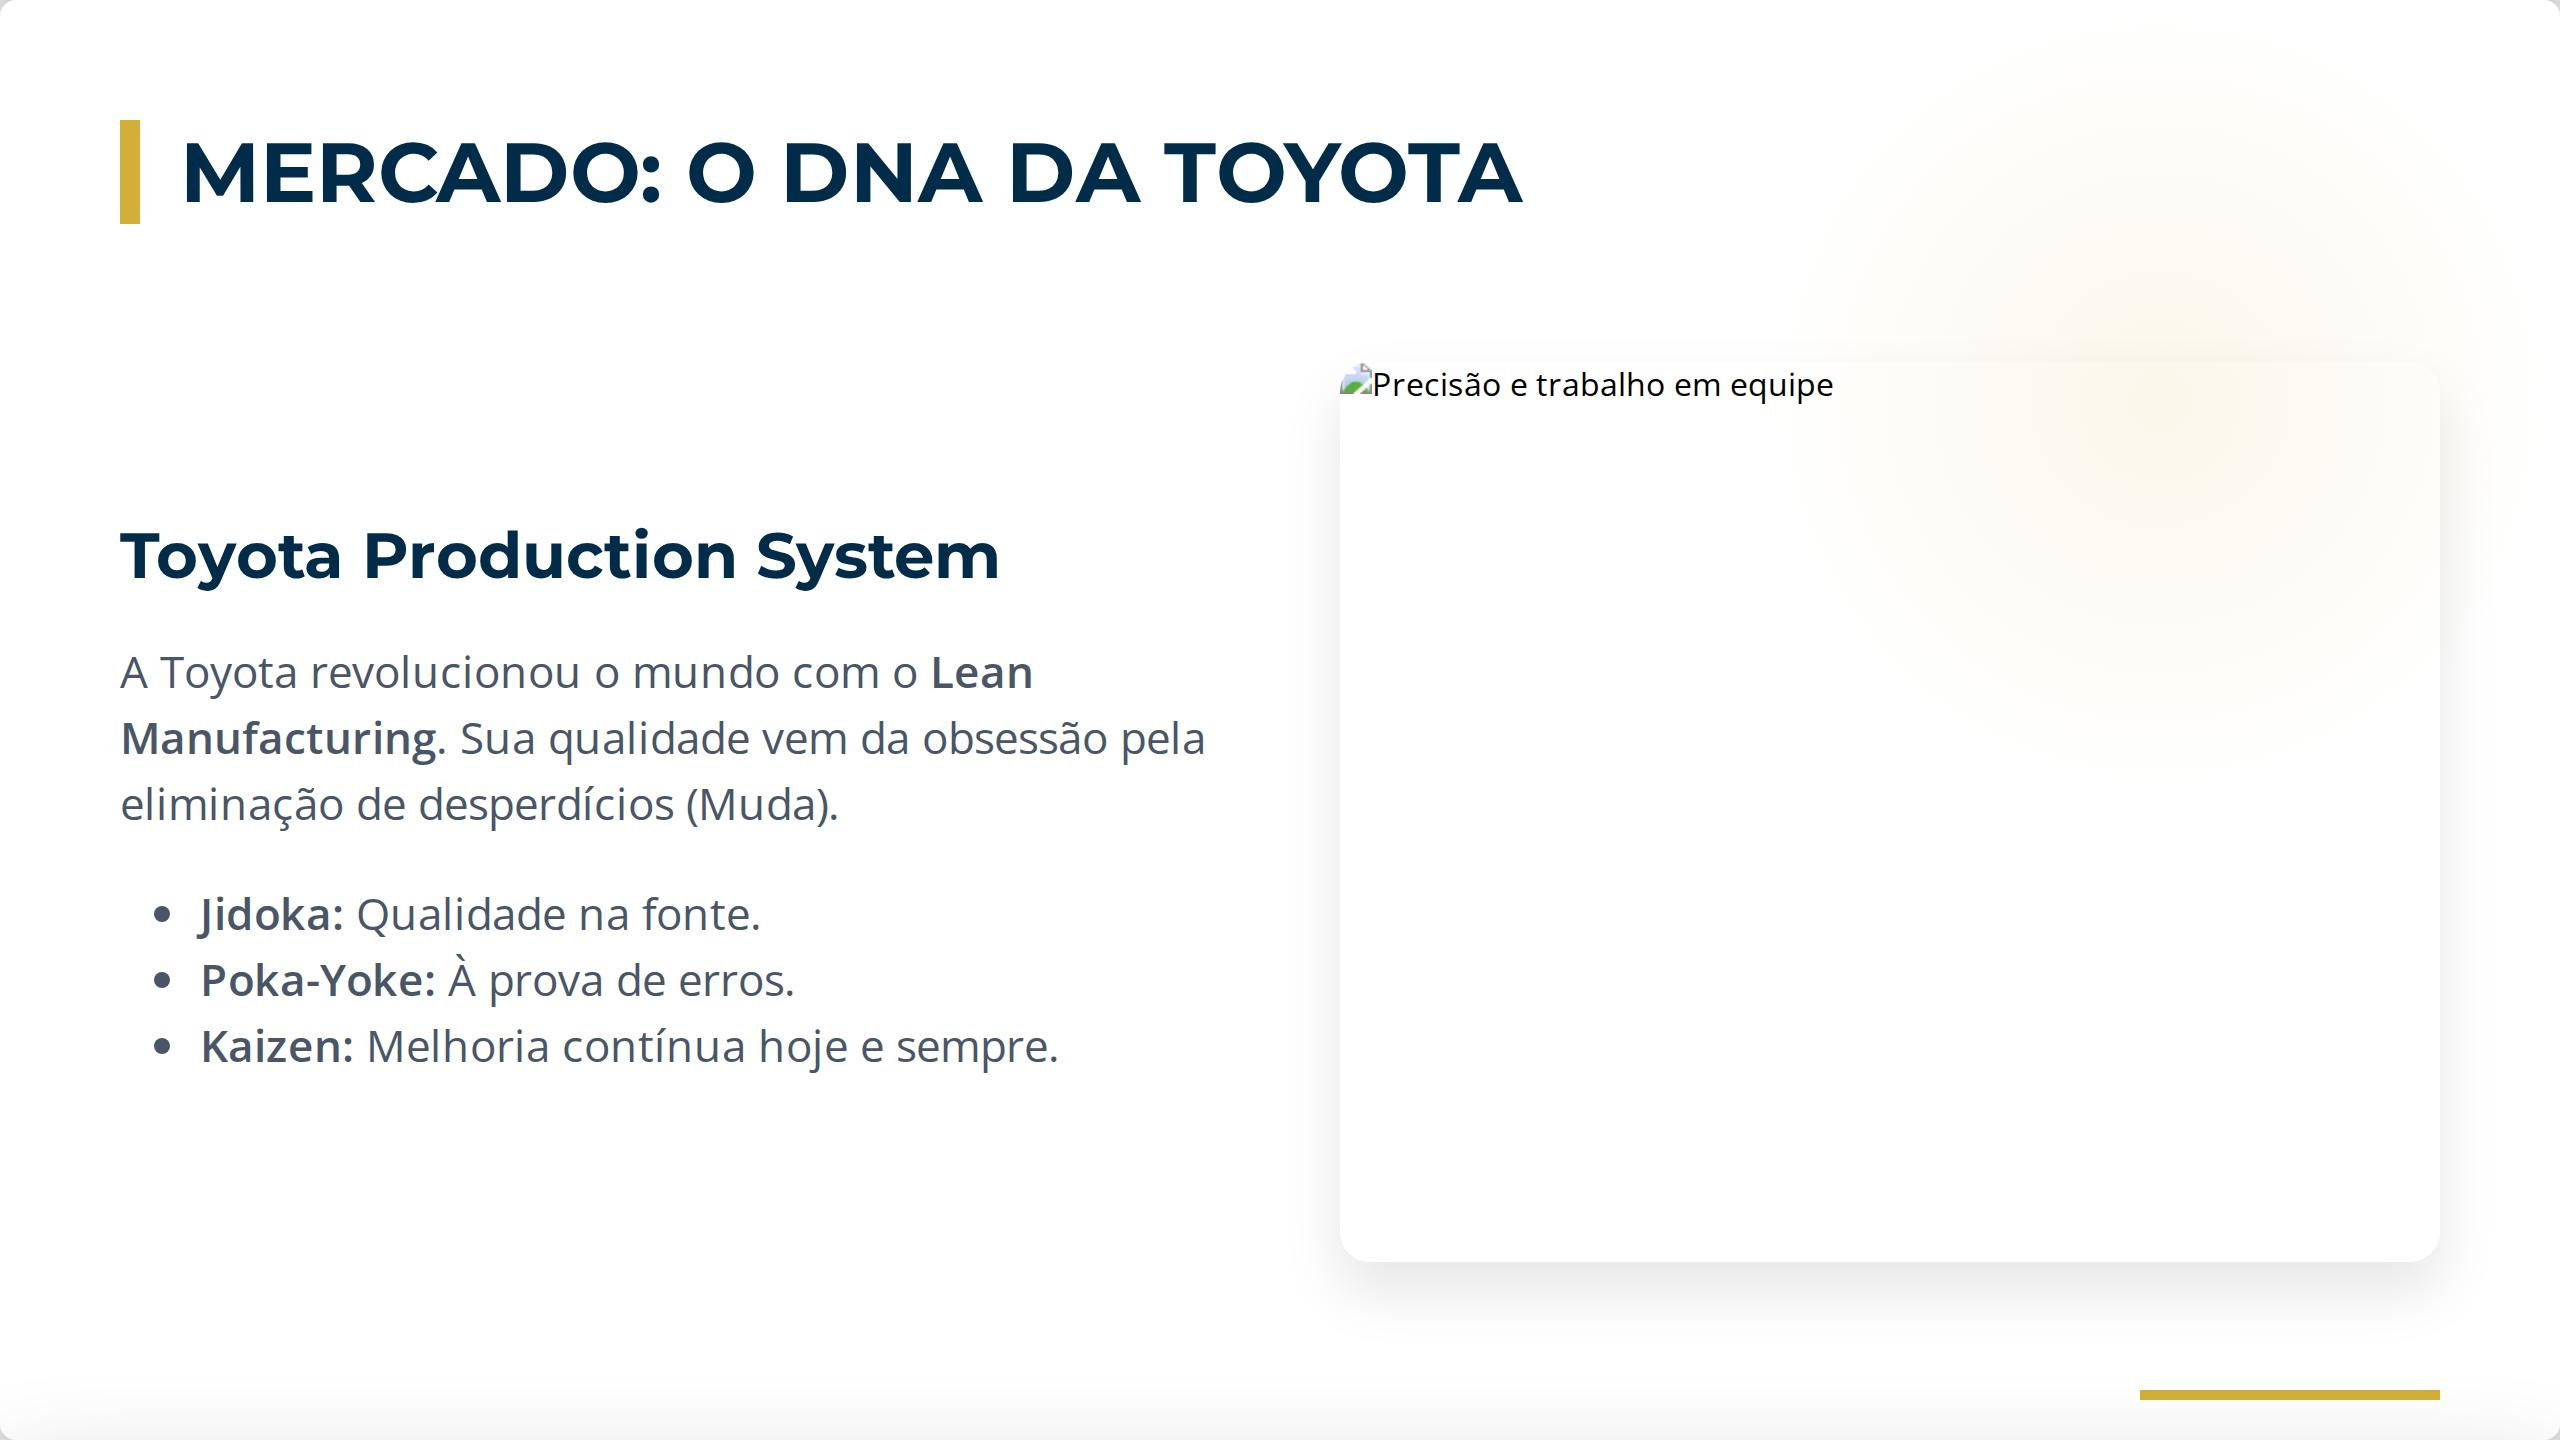 MERCADO: O DNA DA TOYOTA
Toyota Production System
A Toyota revolucionou o mundo com o Lean
Manufacturing. Sua qualidade vem da obsessão pela
eliminação de desperdícios (Muda).
Jidoka: Qualidade na fonte.
Poka-Yoke: À prova de erros.
Kaizen: Melhoria contínua hoje e sempre.
Precisão e trabalho em equipe